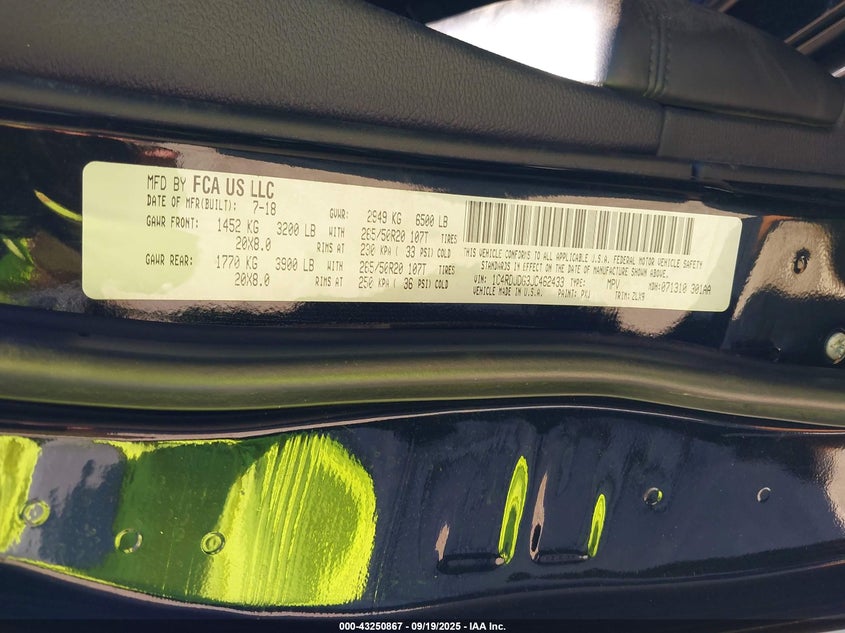 MFD BY FCA US LLC
DATE OF MFR(BUILT): 7-18 GVWR: 2949 KG 6500 LB
GAWR FRONT: 1452 KG 3200 LB WITH 265/50R20 107T TIRES
20X8.0 RIMS AT 230 KPA ( 33 PSI) COLD
GAWR REAR: 1770 KG 3900 LB WITH 265/50R20 107T TIRES
20X8.0 RIMS AT 250 KPA ( 36 PSI) COLD
THIS VEHICLE CONFORMS TO ALL APPLICABLE U.S.A. FEDERAL MOTOR VEHICLE SAFETY
STANDARDS IN EFFECT ON THE DATE OF MANUFACTURE SHOWN ABOVE.
VIN: 1C4RDJDG3JC462433 TYPE: MPV MDH:071310 301AA
VEHICLE MADE IN U.S.A. PAINT: PXJ TRIM: ZLX9
000-43250867 - 09/19/2025 - IAA Inc.